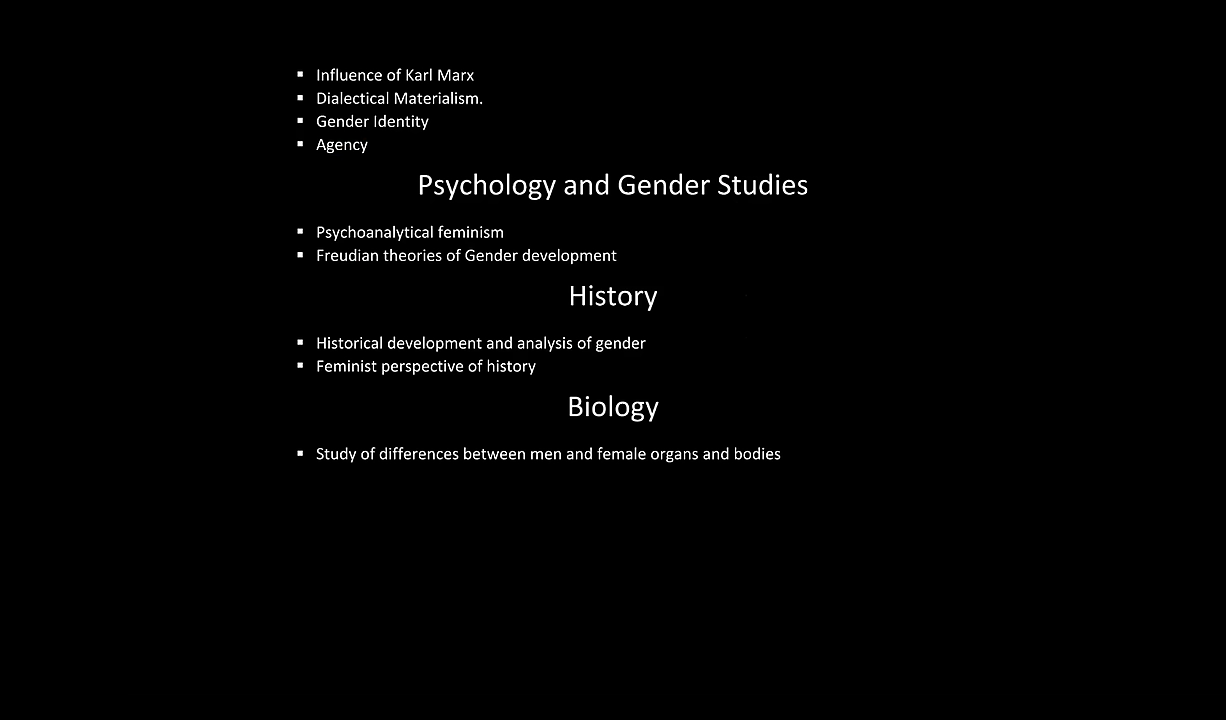 ▪ Influence of Karl Marx
▪ Dialectical Materialism.
▪ Gender Identity
▪ Agency
Psychology and Gender Studies
▪ Psychoanalytical feminism
▪ Freudian theories of Gender development
History
▪ Historical development and analysis of gender
▪ Feminist perspective of history
Biology
▪ Study of differences between men and female organs and bodies